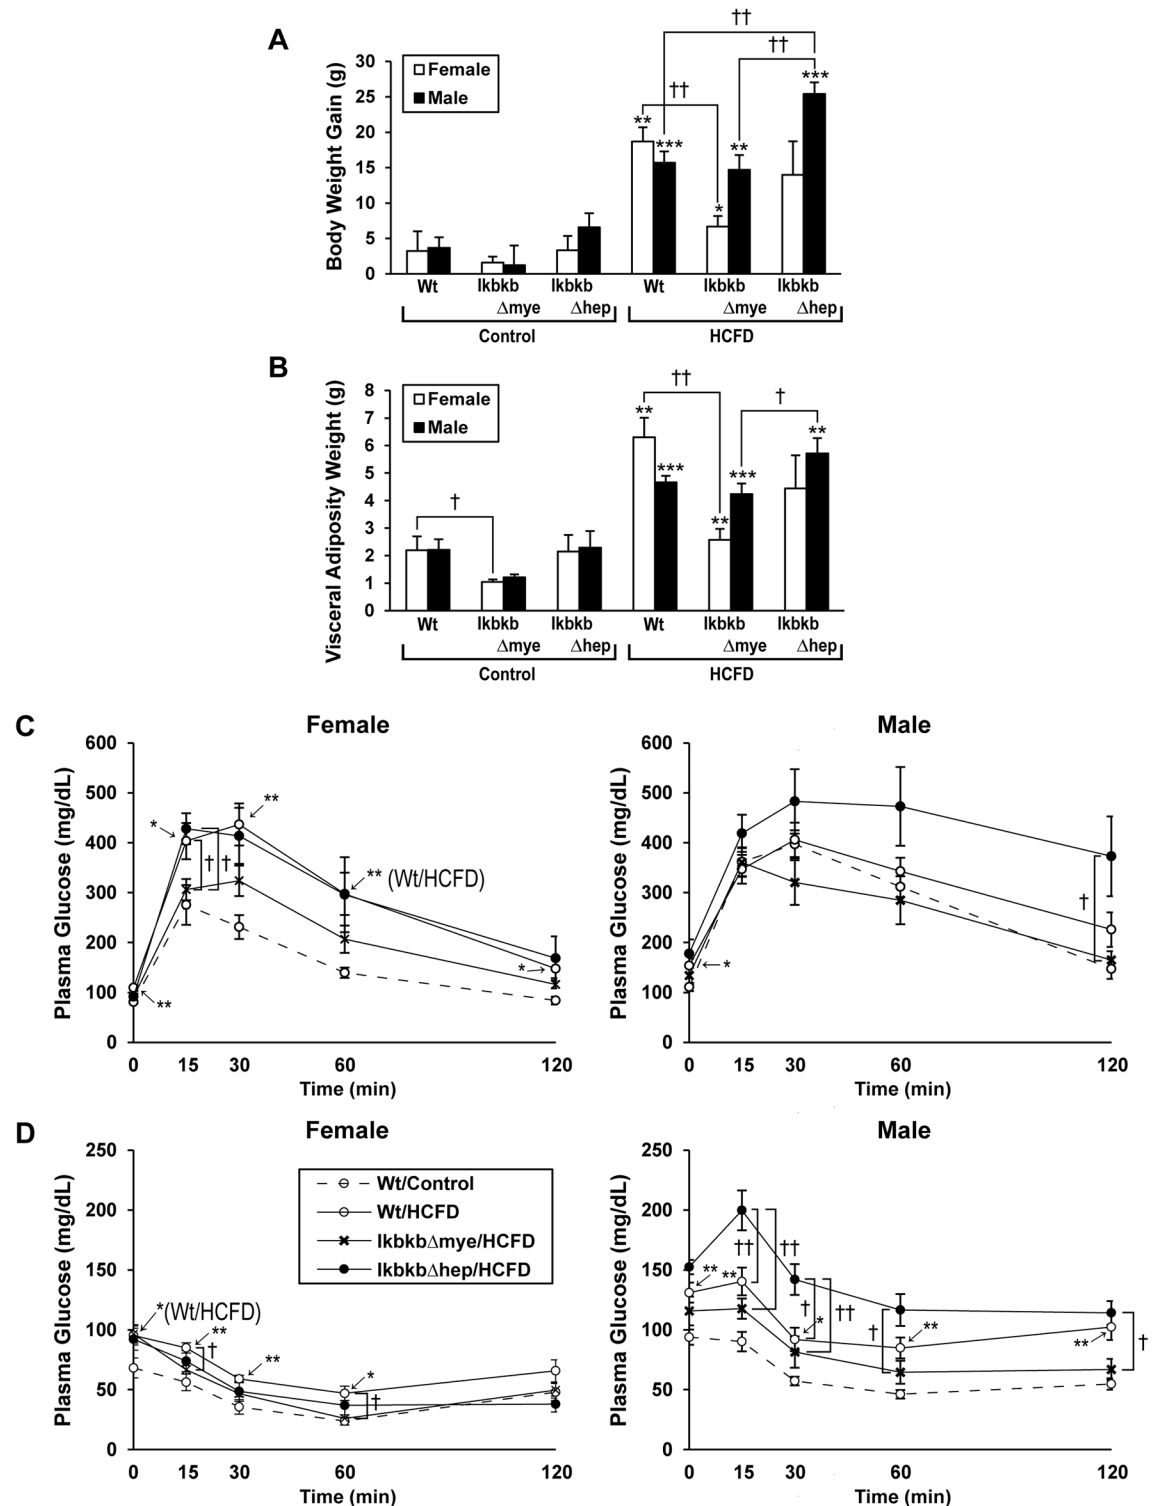 A
Body Weight Gain (g)
30
25
20
15
10
5
0
Female
Male
††
††
††
**
***
*
**
***
Wt
Ikbkb
Δmye
Ikbkb
Δhep
Wt
Ikbkb
Δmye
Ikbkb
Δhep
Control
HCFD
B
Visceral Adiposity Weight (g)
8
7
6
5
4
3
2
1
0
Female
Male
†
††
†
**
***
**
***
**
Wt
Ikbkb
Δmye
Ikbkb
Δhep
Wt
Ikbkb
Δmye
Ikbkb
Δhep
Control
HCFD
C
Female
Plasma Glucose (mg/dL)
600
500
400
300
200
100
0
*
**
† †
** (Wt/HCFD)
*
**
0 15 30 60 120
Time (min)
Male
Plasma Glucose (mg/dL)
600
500
400
300
200
100
0
*
†
0 15 30 60 120
Time (min)
D
Female
Plasma Glucose (mg/dL)
250
200
150
100
50
0
Wt/Control
Wt/HCFD
IkbkbΔmye/HCFD
IkbkbΔhep/HCFD
*(Wt/HCFD)
**
†
**
*
†
0 15 30 60 120
Time (min)
Male
Plasma Glucose (mg/dL)
250
200
150
100
50
0
†† ††
** **
† ††
*
†
**
**
†
0 15 30 60 120
Time (min)